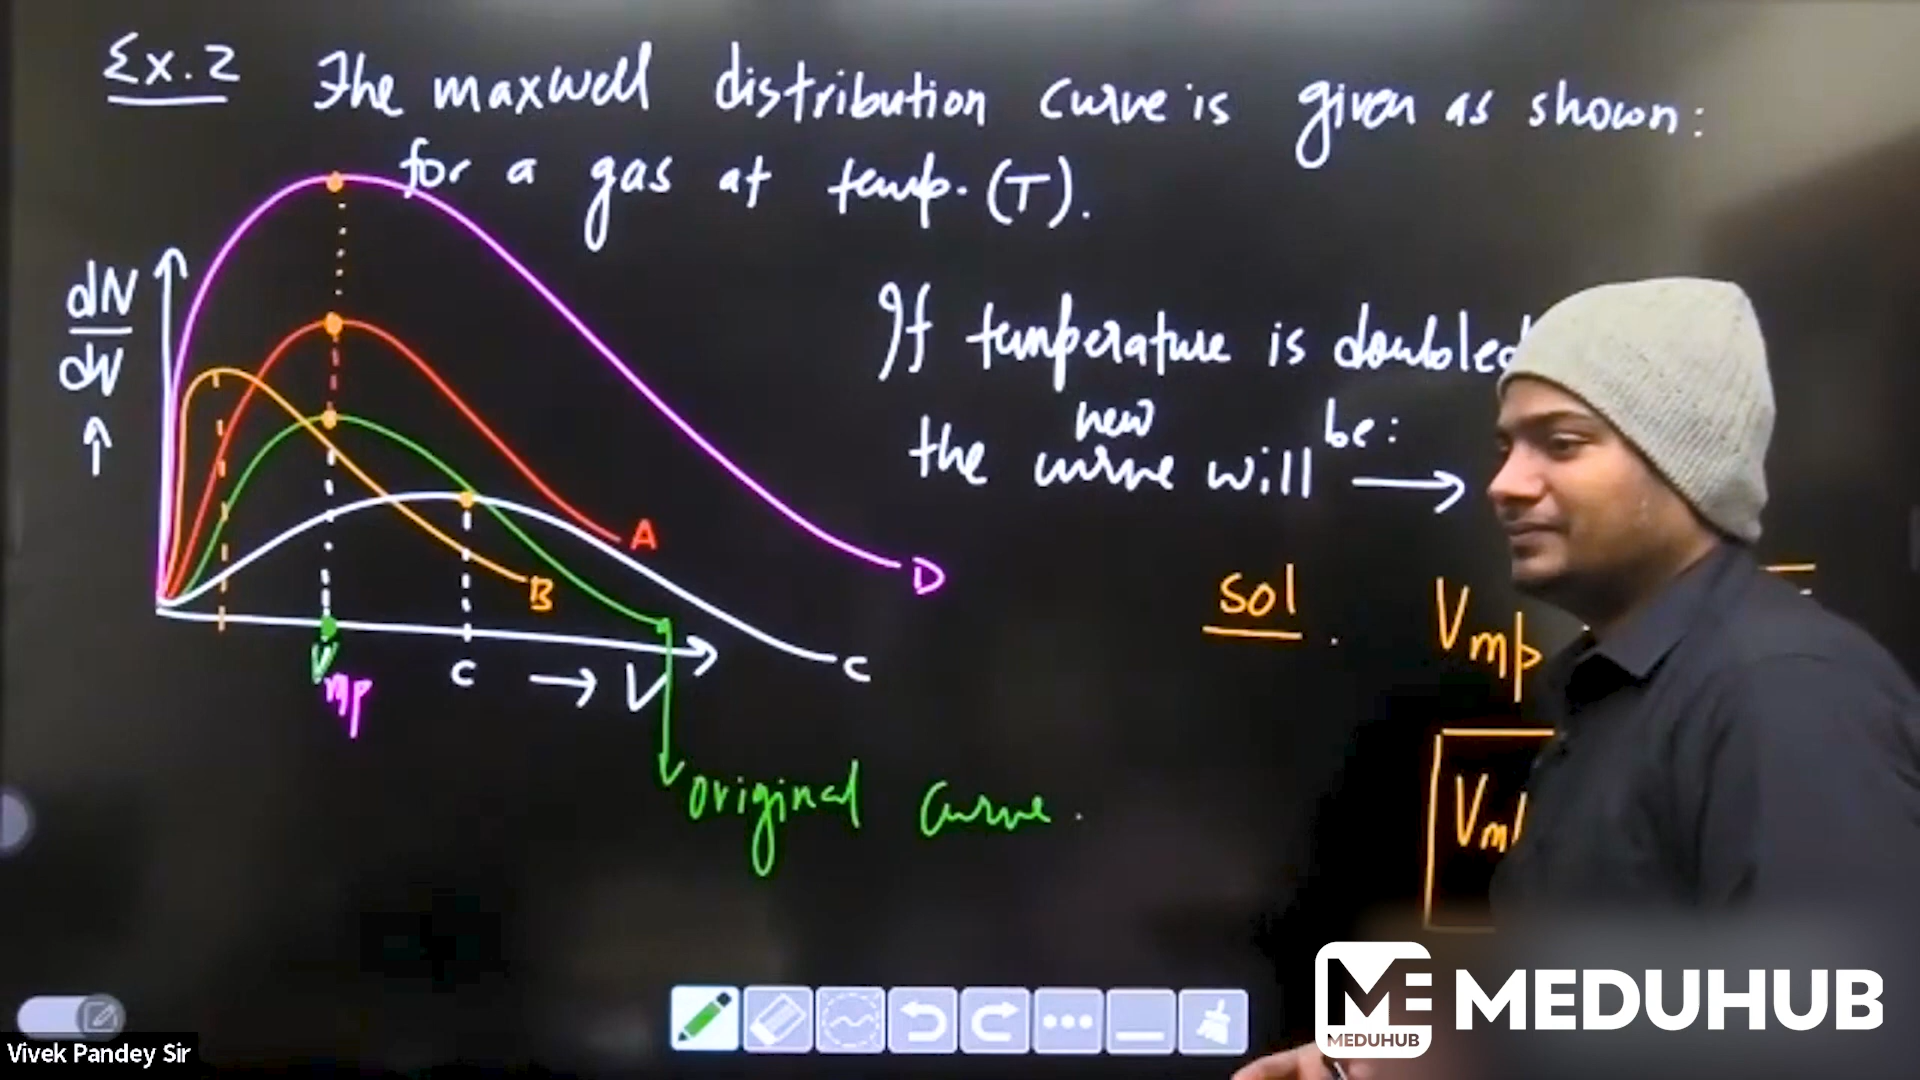 Ex.2 The maxwell distribution curve is given as shown:
for a gas at temp. (T).
dN
dV
If temperature is doubled
new
the curve will be:
A
B
D
C
Vmp
c
V
original curve.
sol.
Vmp
Vm
MEDUHUB
MEDUHUB
Vivek Pandey Sir